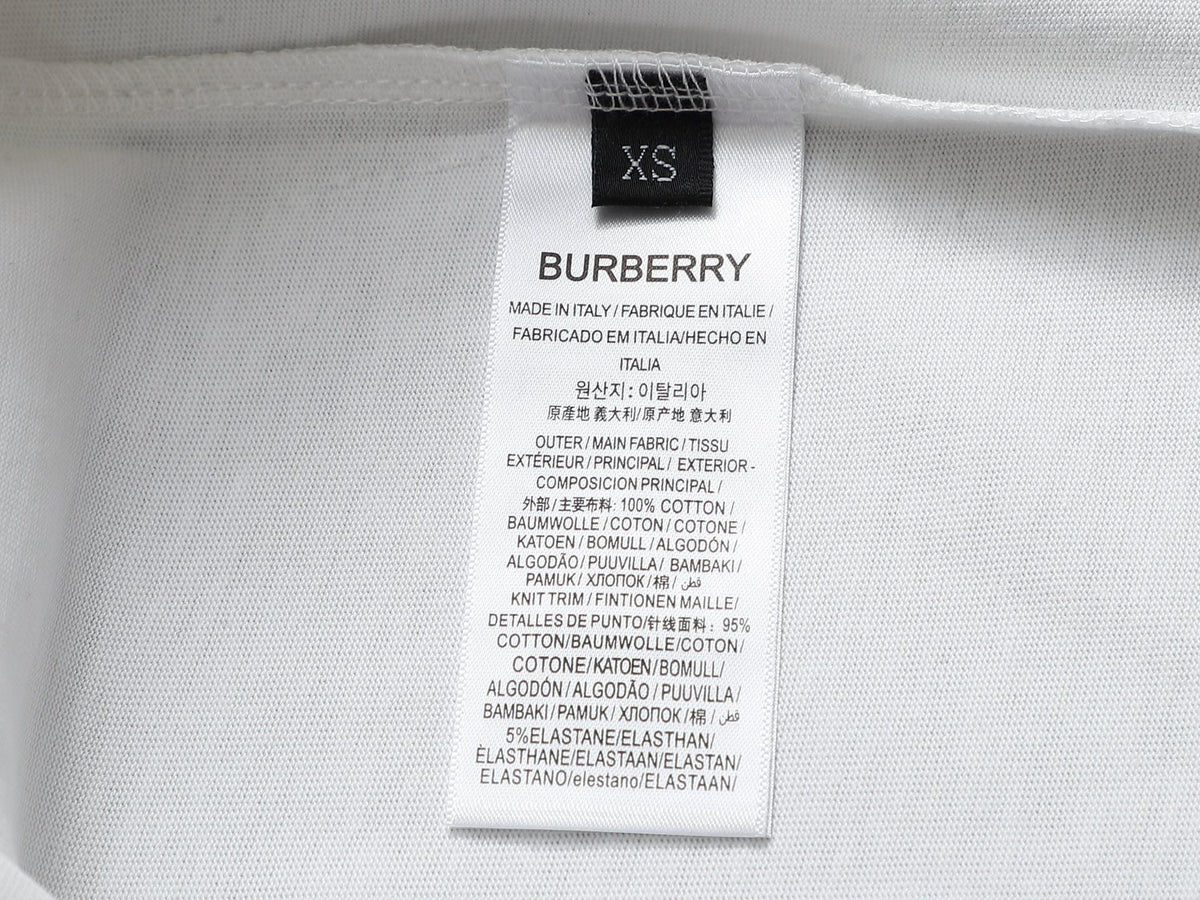 XS
BURBERRY
MADE IN ITALY / FABRIQUE EN ITALIE /
FABRICADO EM ITALIA/HECHO EN
ITALIA
원산지: 이탈리아
原產地 義大利/原产地 意大利
OUTER / MAIN FABRIC / TISSU
EXTÉRIEUR / PRINCIPAL / EXTERIOR -
COMPOSICION PRINCIPAL /
外部 / 主要布料: 100% COTTON /
BAUMWOLLE / COTON / COTONE /
KATOEN / BOMULL / ALGODÓN /
ALGODÃO / PUUVILLA / BAMBAKI /
PAMUK / ХЛОПОК / 棉 / قطن
KNIT TRIM / FINTIONEN MAILLE/
DETALLES DE PUNTO/针线面料: 95%
COTTON/BAUMWOLLE/COTON/
COTONE/KATOEN/BOMULL/
ALGODÓN / ALGODÃO / PUUVILLA /
BAMBAKI / PAMUK / ХЛОПОК / 棉 / قطن
5%ELASTANE/ELASTHAN/
ÈLASTHANE/ELASTAAN/ELASTAN/
ELASTANO/elestano/ELASTAAN/